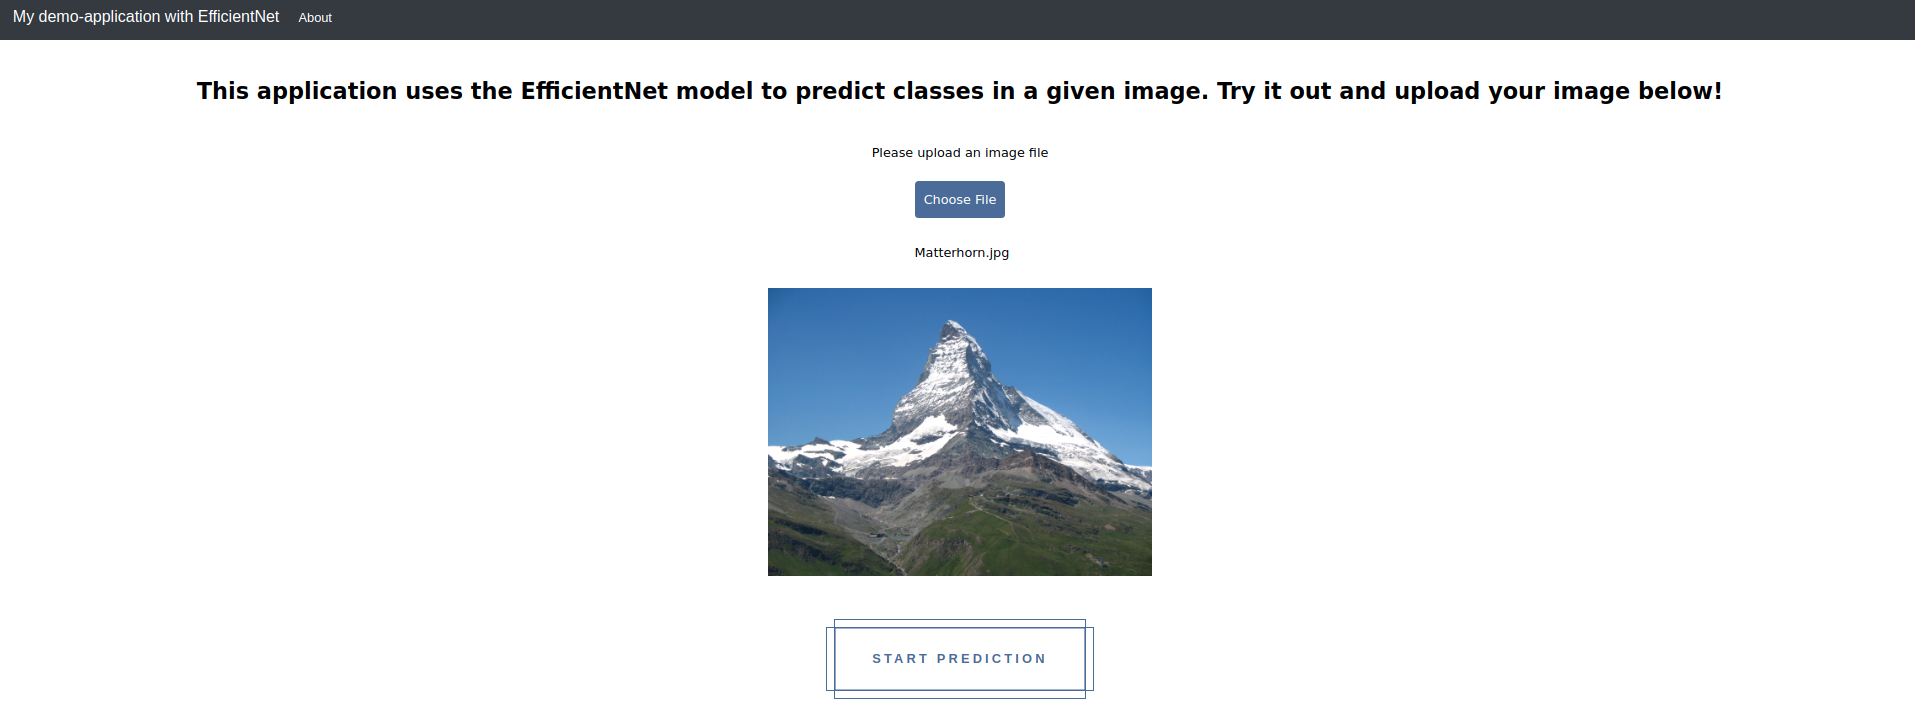 My demo-application with EfficientNet About
This application uses the EfficientNet model to predict classes in a given image. Try it out and upload your image below!
Please upload an image file
Choose File
Matterhorn.jpg
START PREDICTION